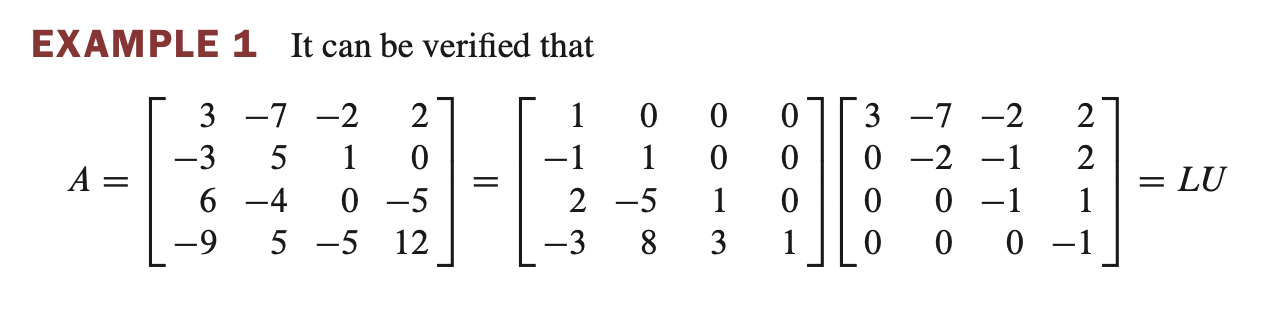 EXAMPLE 1 It can be verified that
A = [ 3 −7 −2 2 ; −3 5 1 0 ; 6 −4 0 −5 ; −9 5 −5 12 ] = [ 1 0 0 0 ; −1 1 0 0 ; 2 −5 1 0 ; −3 8 3 1 ] [ 3 −7 −2 2 ; 0 −2 −1 2 ; 0 0 −1 1 ; 0 0 0 −1 ] = LU